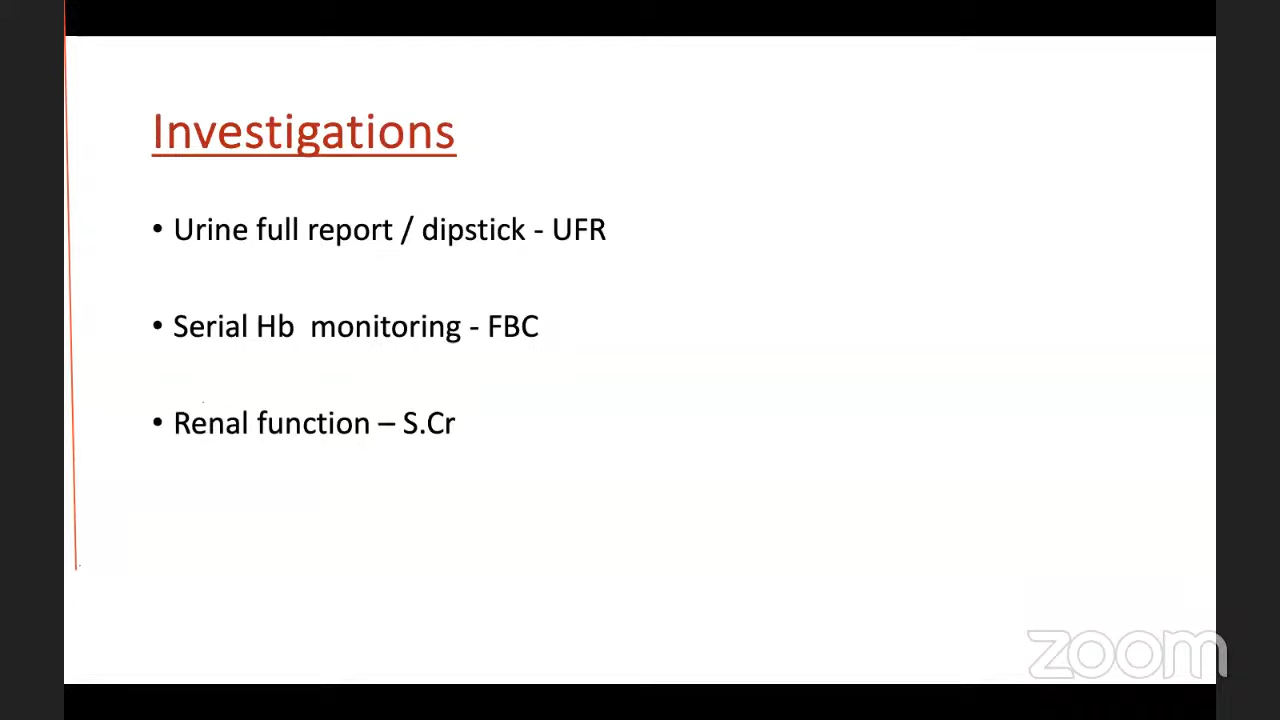 Investigations
• Urine full report / dipstick - UFR
• Serial Hb monitoring - FBC
• Renal function – S.Cr
zoom